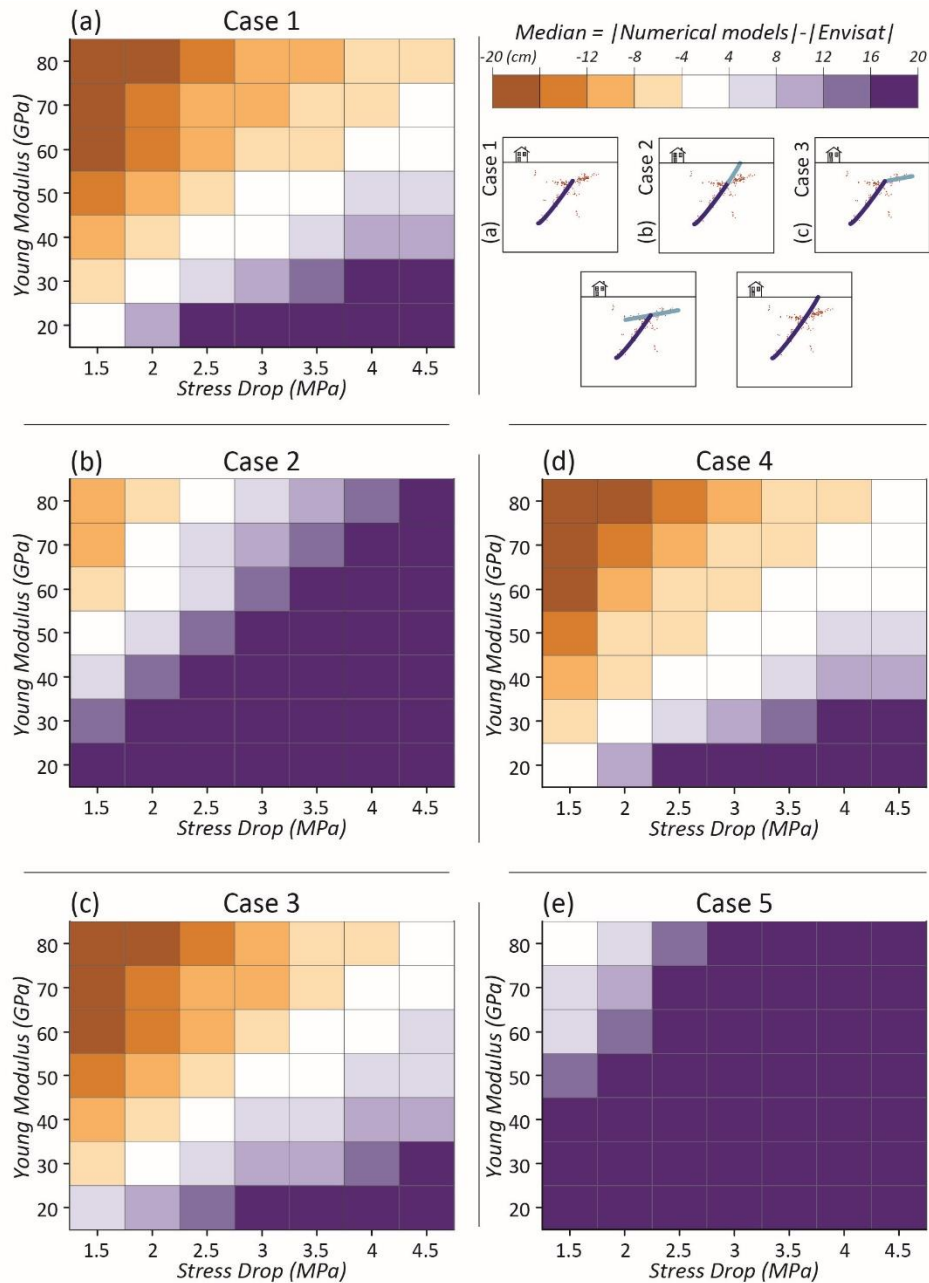 (a) Case 1
80
70
60
50
40
30
20
Young Modulus (GPa)
1.5 2 2.5 3 3.5 4 4.5
Stress Drop (MPa)
Median = |Numerical models|-|Envisat|
-20 (cm) -12 -8 -4 4 8 12 16 20
(a) Case 1
(b) Case 2
(c) Case 3
(b) Case 2
80
70
60
50
40
30
20
Young Modulus (GPa)
1.5 2 2.5 3 3.5 4 4.5
Stress Drop (MPa)
(d) Case 4
80
70
60
50
40
30
20
Young Modulus (GPa)
1.5 2 2.5 3 3.5 4 4.5
Stress Drop (MPa)
(c) Case 3
80
70
60
50
40
30
20
Young Modulus (GPa)
1.5 2 2.5 3 3.5 4 4.5
Stress Drop (MPa)
(e) Case 5
80
70
60
50
40
30
20
Young Modulus (GPa)
1.5 2 2.5 3 3.5 4 4.5
Stress Drop (MPa)